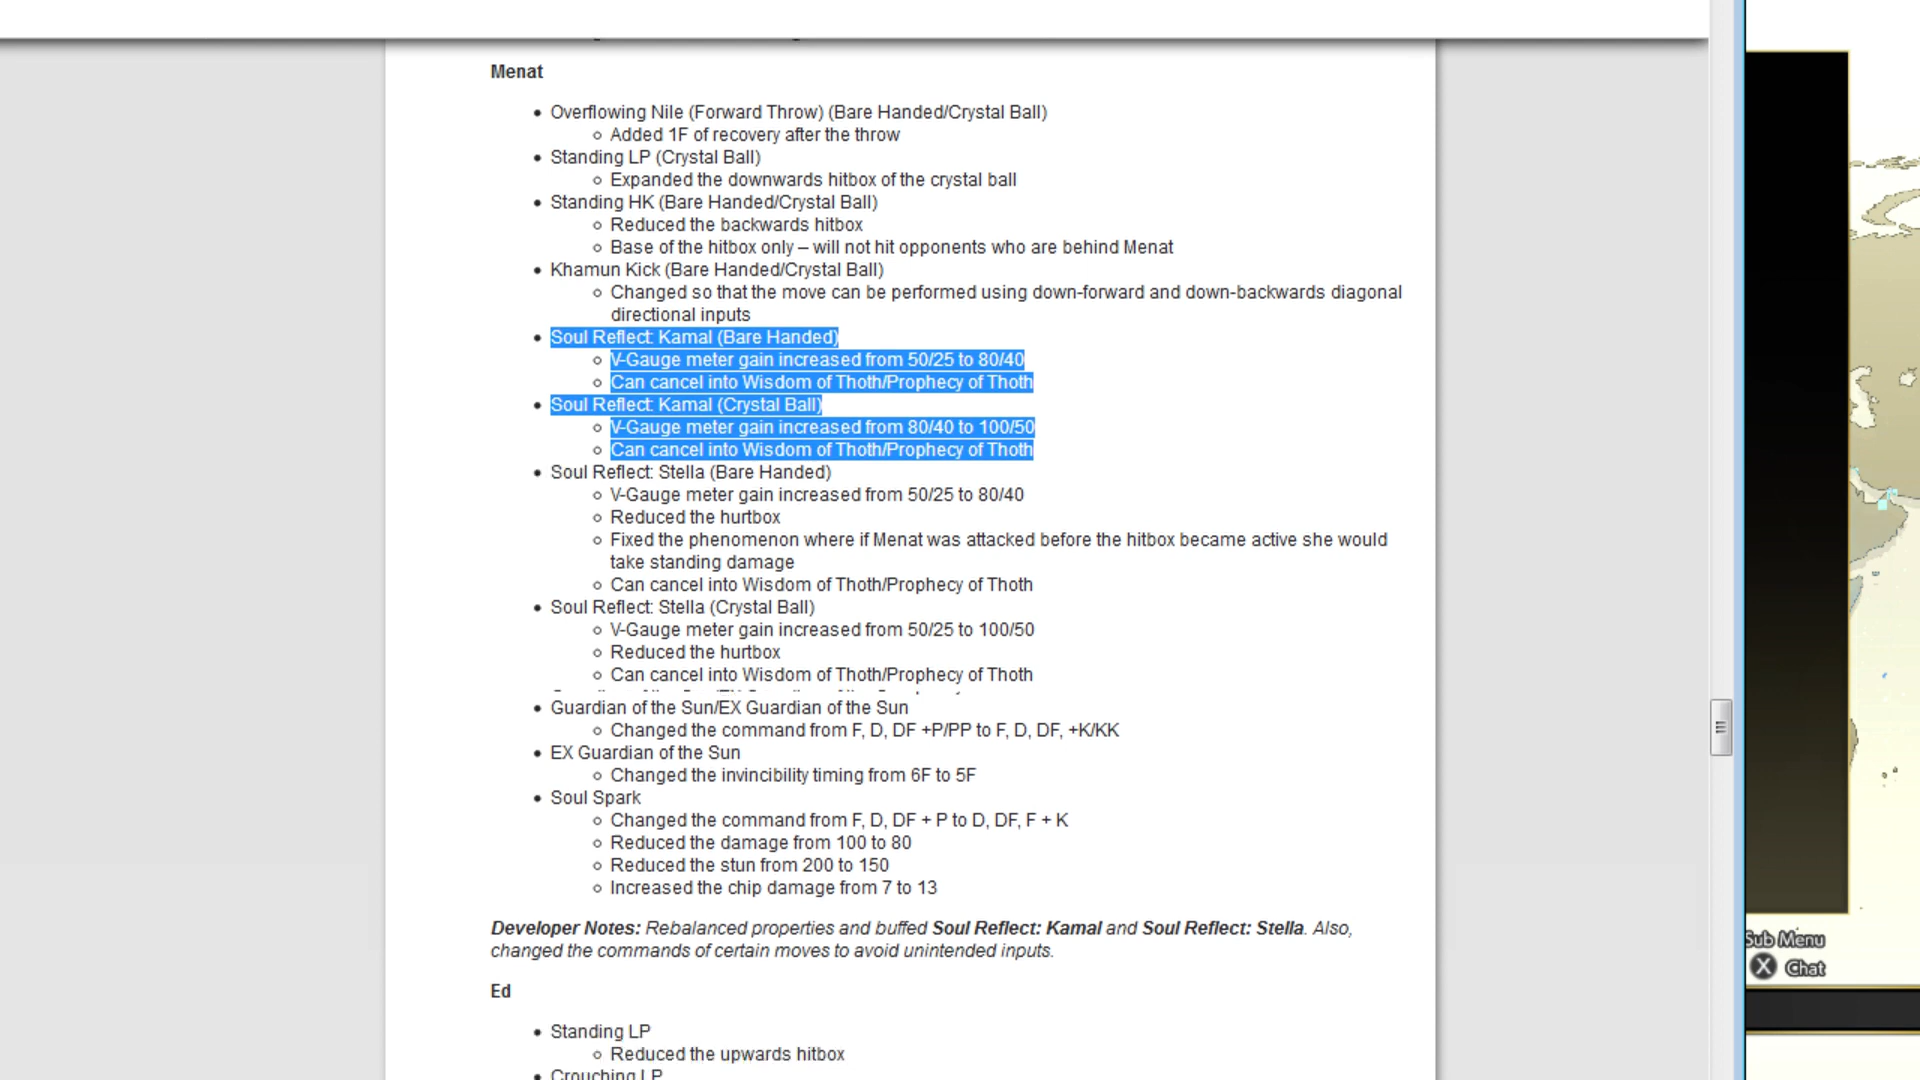 Menat
• Overflowing Nile (Forward Throw) (Bare Handed/Crystal Ball)
○ Added 1F of recovery after the throw
• Standing LP (Crystal Ball)
○ Expanded the downwards hitbox of the crystal ball
• Standing HK (Bare Handed/Crystal Ball)
○ Reduced the backwards hitbox
○ Base of the hitbox only – will not hit opponents who are behind Menat
• Khamun Kick (Bare Handed/Crystal Ball)
○ Changed so that the move can be performed using down-forward and down-backwards diagonal
directional inputs
• Soul Reflect: Kamal (Bare Handed)
○ V-Gauge meter gain increased from 50/25 to 80/40
○ Can cancel into Wisdom of Thoth/Prophecy of Thoth
• Soul Reflect: Kamal (Crystal Ball)
○ V-Gauge meter gain increased from 80/40 to 100/50
○ Can cancel into Wisdom of Thoth/Prophecy of Thoth
• Soul Reflect: Stella (Bare Handed)
○ V-Gauge meter gain increased from 50/25 to 80/40
○ Reduced the hurtbox
○ Fixed the phenomenon where if Menat was attacked before the hitbox became active she would
take standing damage
○ Can cancel into Wisdom of Thoth/Prophecy of Thoth
• Soul Reflect: Stella (Crystal Ball)
○ V-Gauge meter gain increased from 50/25 to 100/50
○ Reduced the hurtbox
○ Can cancel into Wisdom of Thoth/Prophecy of Thoth
• Guardian of the Sun/EX Guardian of the Sun
○ Changed the command from F, D, DF +P/PP to F, D, DF, +K/KK
• EX Guardian of the Sun
○ Changed the invincibility timing from 6F to 5F
• Soul Spark
○ Changed the command from F, D, DF + P to D, DF, F + K
○ Reduced the damage from 100 to 80
○ Reduced the stun from 200 to 150
○ Increased the chip damage from 7 to 13
Developer Notes: Rebalanced properties and buffed Soul Reflect: Kamal and Soul Reflect: Stella. Also,
changed the commands of certain moves to avoid unintended inputs.
Ed
• Standing LP
○ Reduced the upwards hitbox
• Crouching LP
Sub Menu
X Chat